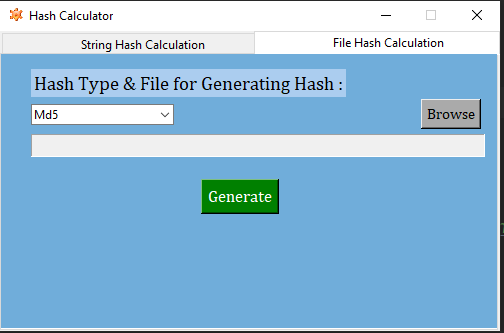 Hash Calculator
String Hash Calculation
File Hash Calculation
Hash Type & File for Generating Hash :
Md5
Browse
Generate